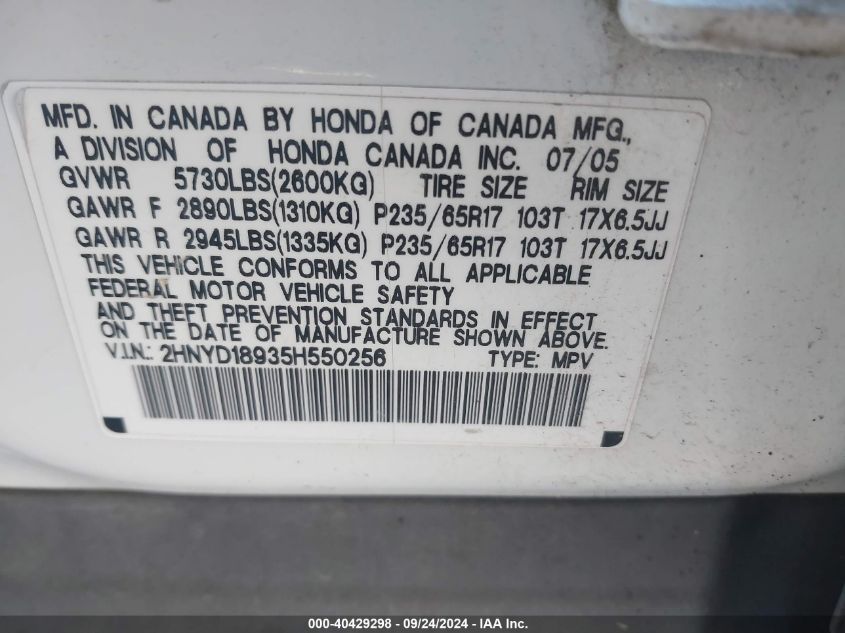 MFD. IN CANADA BY HONDA OF CANADA MFG.,
A DIVISION OF HONDA CANADA INC. 07/05
GVWR 5730LBS(2600KG) TIRE SIZE RIM SIZE
GAWR F 2890LBS(1310KG) P235/65R17 103T 17X6.5JJ
GAWR R 2945LBS(1335KG) P235/65R17 103T 17X6.5JJ
THIS VEHICLE CONFORMS TO ALL APPLICABLE
FEDERAL MOTOR VEHICLE SAFETY
AND THEFT PREVENTION STANDARDS IN EFFECT
ON THE DATE OF MANUFACTURE SHOWN ABOVE.
V.I.N.: 2HNYD18935H550256 TYPE: MPV
000-40429298 - 09/24/2024 - IAA Inc.